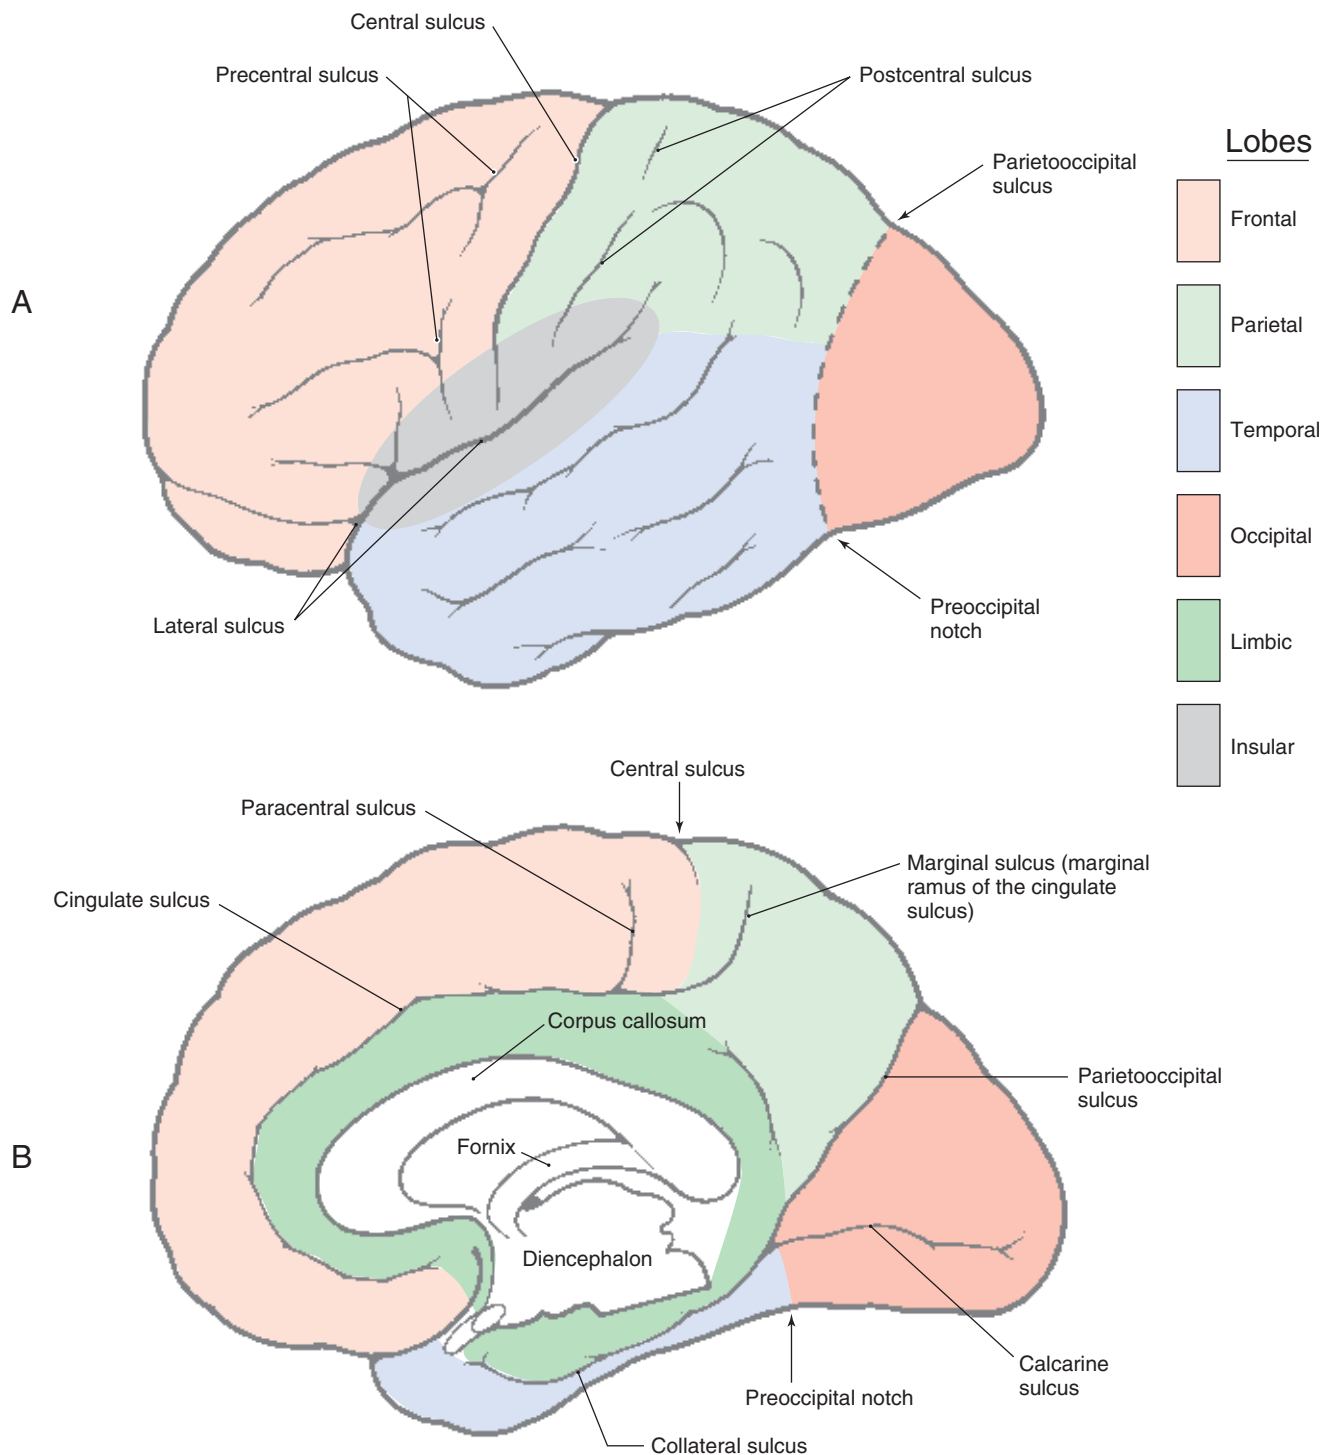 Central sulcus
Precentral sulcus
Postcentral sulcus
Parietooccipital
sulcus
A
Lateral sulcus
Preoccipital
notch
Lobes
Frontal
Parietal
Temporal
Occipital
Limbic
Insular
Central sulcus
Paracentral sulcus
Marginal sulcus (marginal
ramus of the cingulate
sulcus)
Cingulate sulcus
Corpus callosum
Parietooccipital
sulcus
B
Fornix
Diencephalon
Calcarine
sulcus
Preoccipital notch
Collateral sulcus